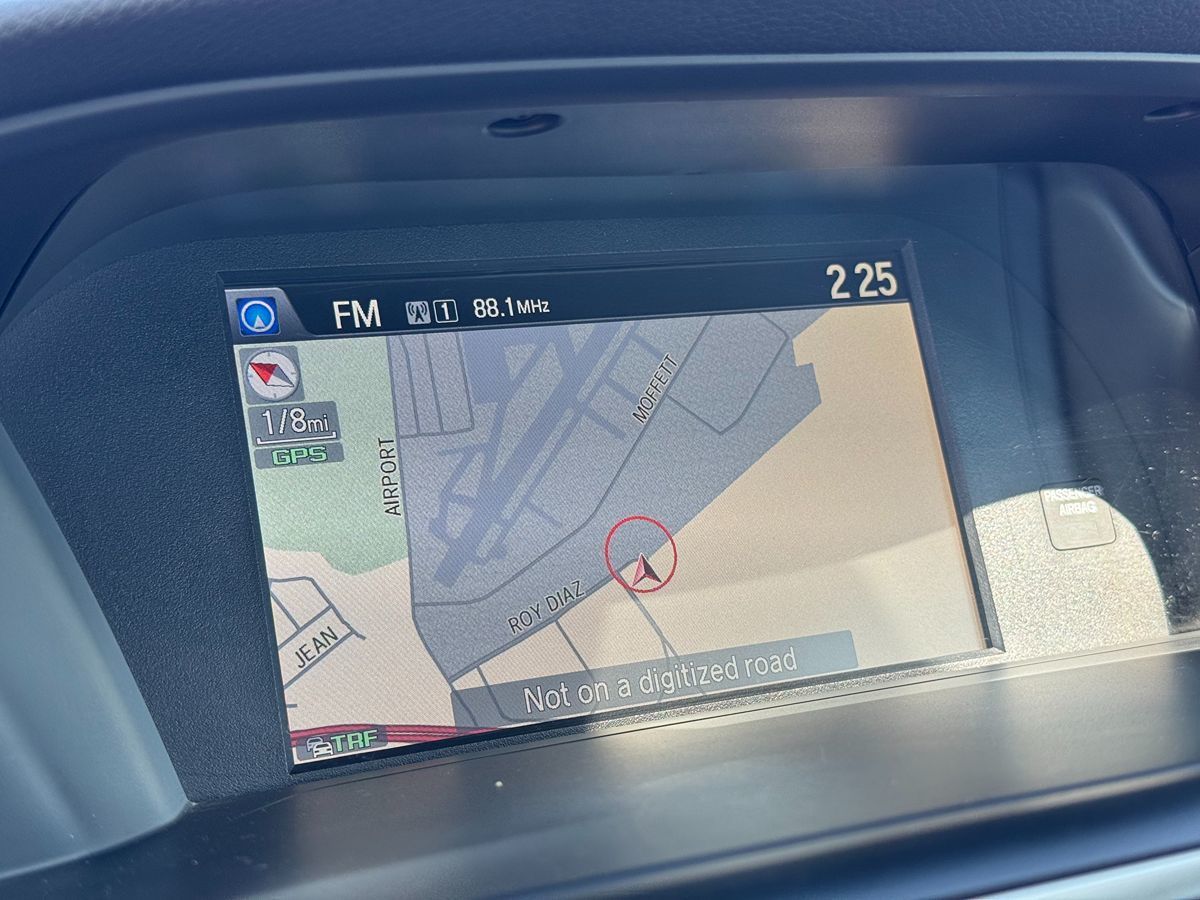 FM 1 88.1MHz 2 25
1/8mi
GPS
AIRPORT
MOFFETT
ROY DIAZ
JEAN
Not on a digitized road
TRF
PASSENGER
AIRBAG